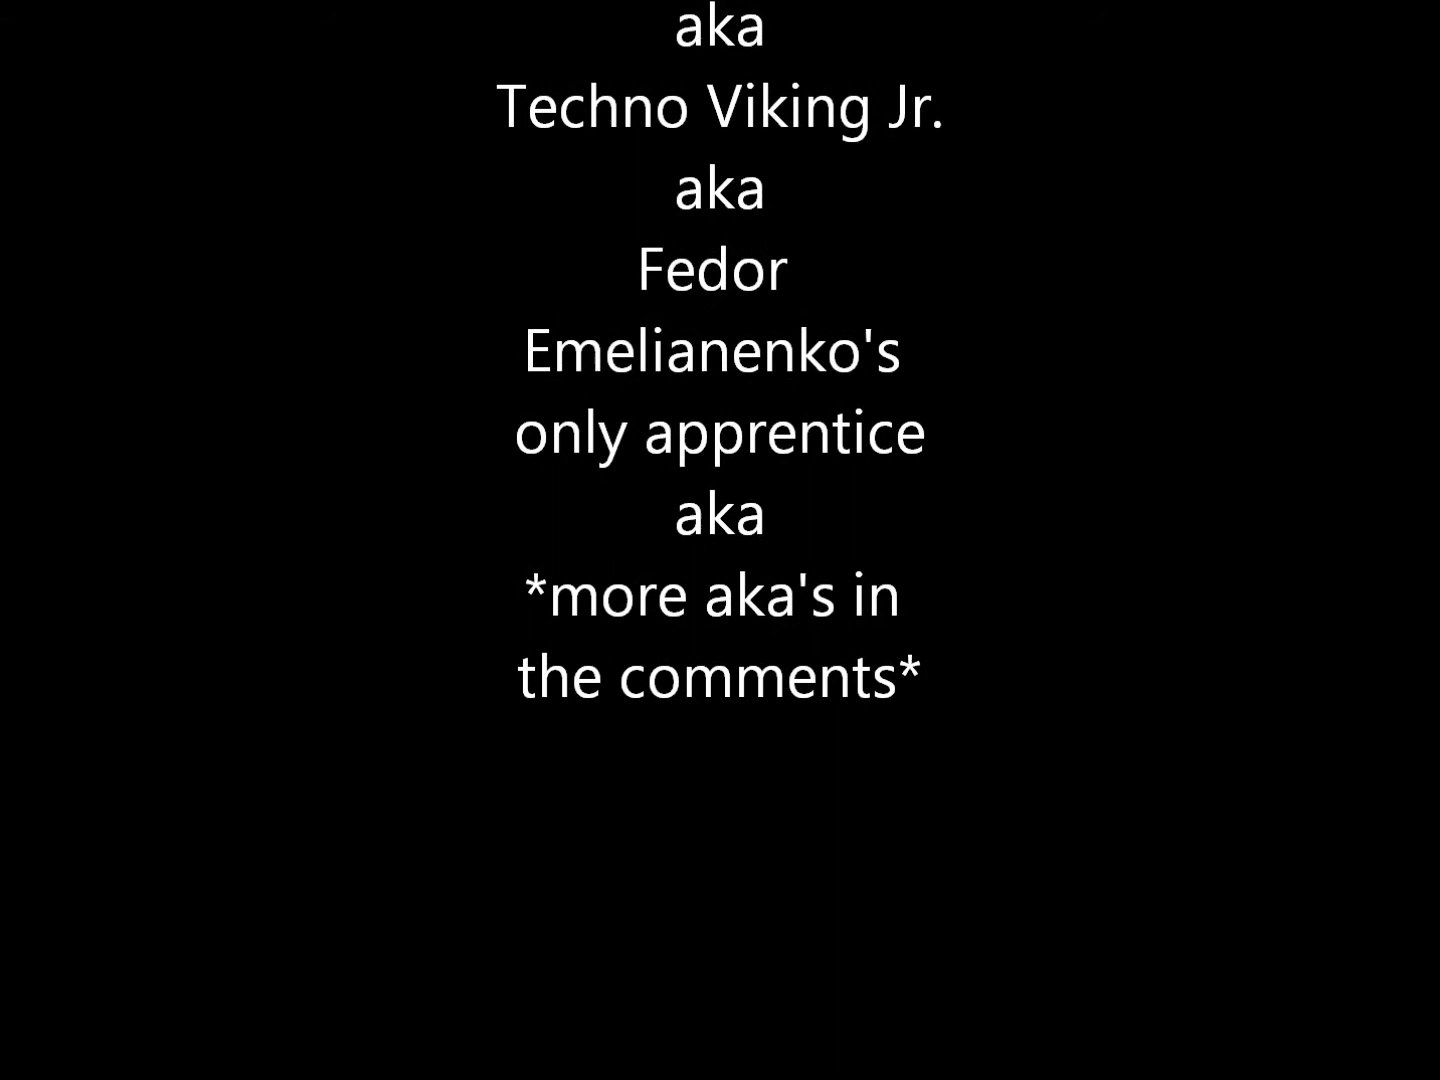 aka
Techno Viking Jr.
aka
Fedor
Emelianenko's
only apprentice
aka
*more aka's in
the comments*